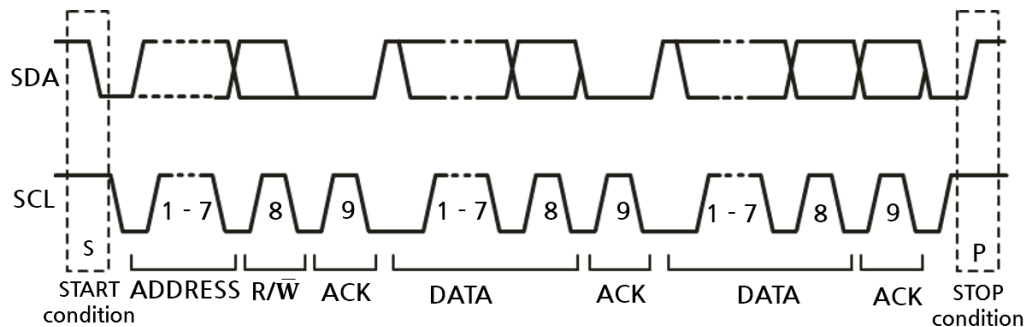 SDA
SCL
1 - 7
8
9
1 - 7
8
9
1 - 7
8
9
S
P
START
condition
ADDRESS
R/W̅
ACK
DATA
ACK
DATA
ACK
STOP
condition